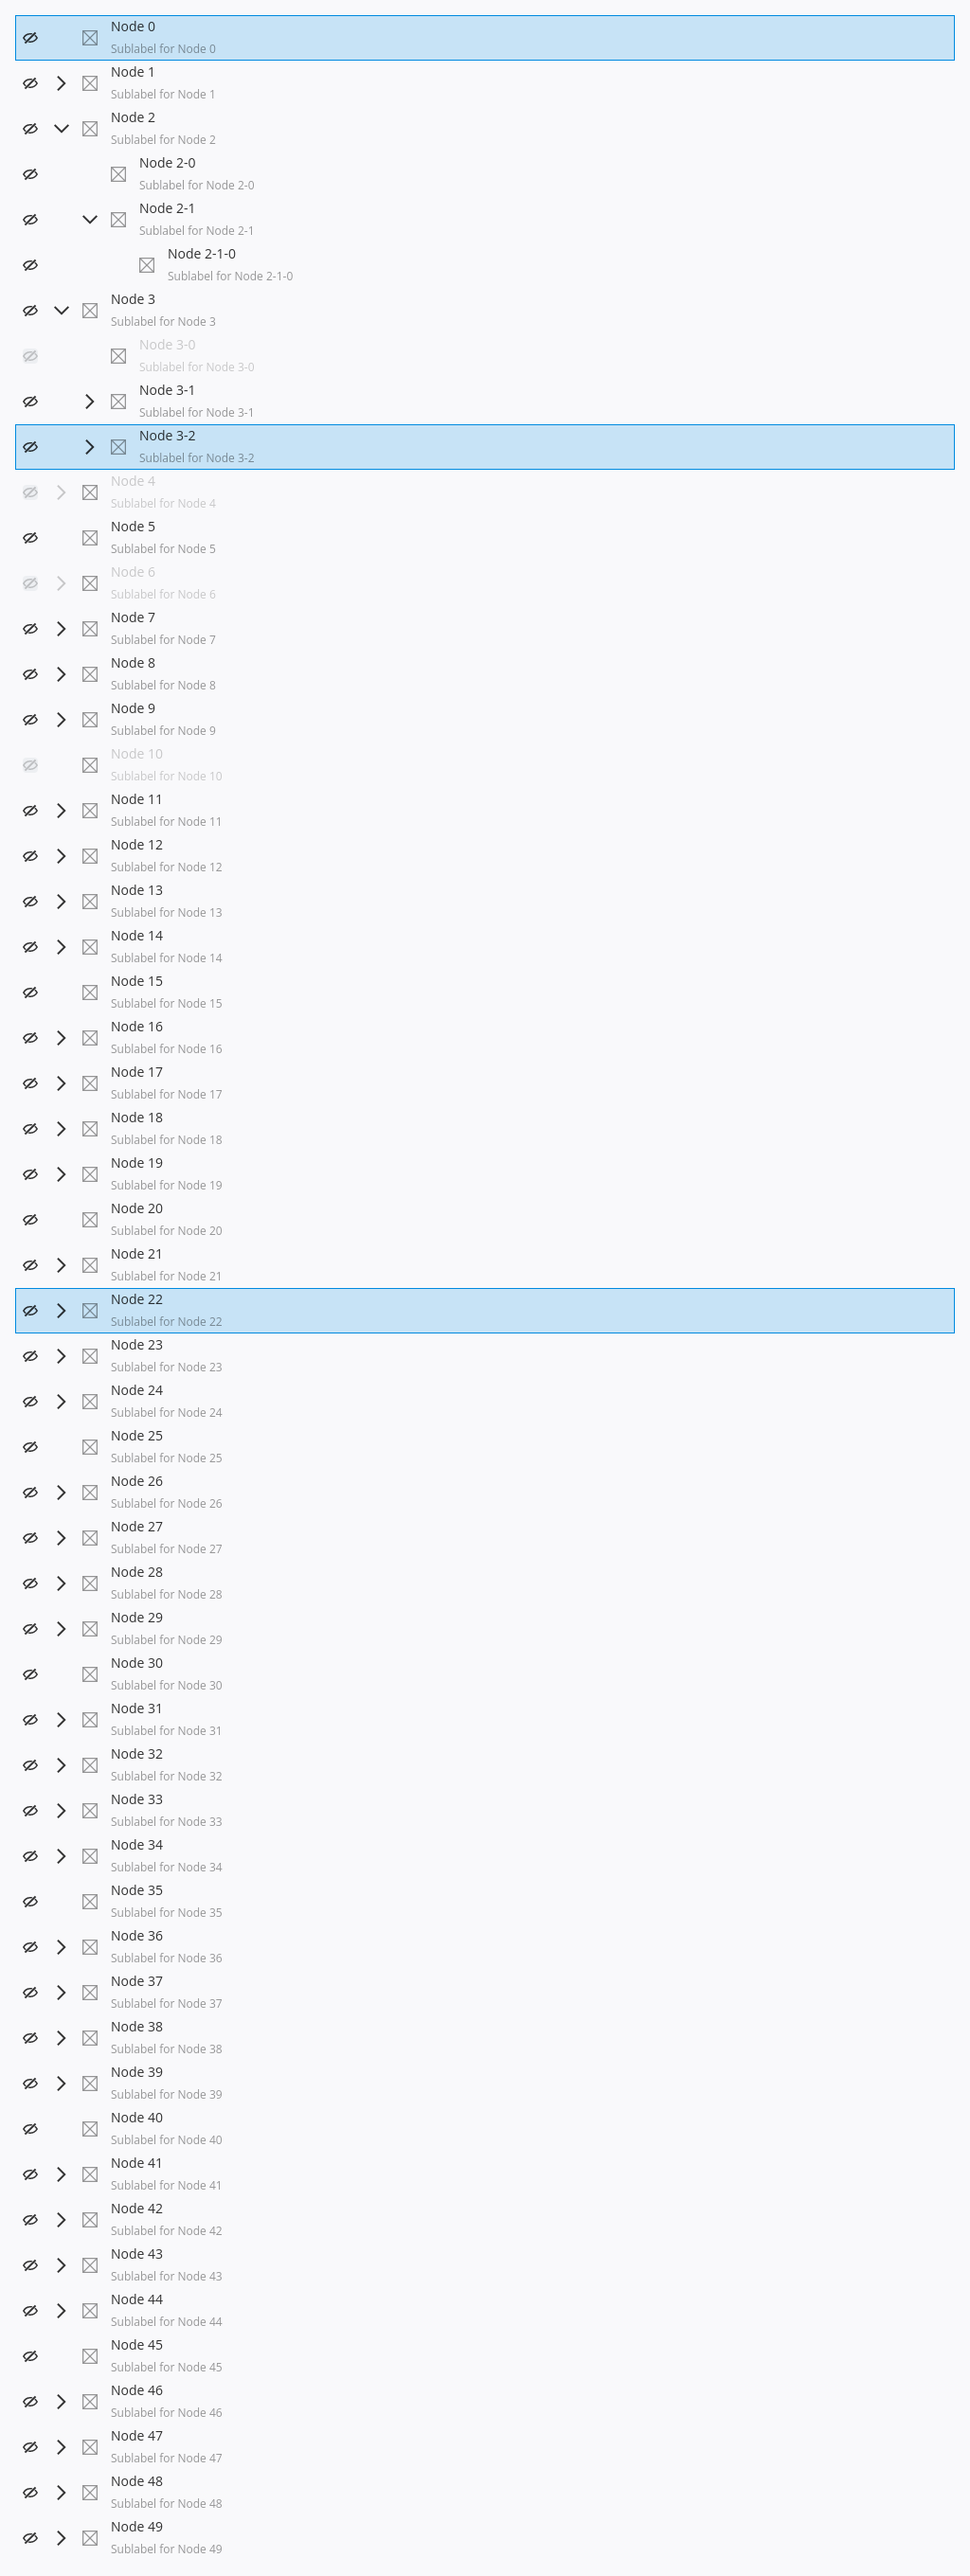 Node 0
Sublabel for Node 0
Node 1
Sublabel for Node 1
Node 2
Sublabel for Node 2
Node 2-0
Sublabel for Node 2-0
Node 2-1
Sublabel for Node 2-1
Node 2-1-0
Sublabel for Node 2-1-0
Node 3
Sublabel for Node 3
Node 3-0
Sublabel for Node 3-0
Node 3-1
Sublabel for Node 3-1
Node 3-2
Sublabel for Node 3-2
Node 4
Sublabel for Node 4
Node 5
Sublabel for Node 5
Node 6
Sublabel for Node 6
Node 7
Sublabel for Node 7
Node 8
Sublabel for Node 8
Node 9
Sublabel for Node 9
Node 10
Sublabel for Node 10
Node 11
Sublabel for Node 11
Node 12
Sublabel for Node 12
Node 13
Sublabel for Node 13
Node 14
Sublabel for Node 14
Node 15
Sublabel for Node 15
Node 16
Sublabel for Node 16
Node 17
Sublabel for Node 17
Node 18
Sublabel for Node 18
Node 19
Sublabel for Node 19
Node 20
Sublabel for Node 20
Node 21
Sublabel for Node 21
Node 22
Sublabel for Node 22
Node 23
Sublabel for Node 23
Node 24
Sublabel for Node 24
Node 25
Sublabel for Node 25
Node 26
Sublabel for Node 26
Node 27
Sublabel for Node 27
Node 28
Sublabel for Node 28
Node 29
Sublabel for Node 29
Node 30
Sublabel for Node 30
Node 31
Sublabel for Node 31
Node 32
Sublabel for Node 32
Node 33
Sublabel for Node 33
Node 34
Sublabel for Node 34
Node 35
Sublabel for Node 35
Node 36
Sublabel for Node 36
Node 37
Sublabel for Node 37
Node 38
Sublabel for Node 38
Node 39
Sublabel for Node 39
Node 40
Sublabel for Node 40
Node 41
Sublabel for Node 41
Node 42
Sublabel for Node 42
Node 43
Sublabel for Node 43
Node 44
Sublabel for Node 44
Node 45
Sublabel for Node 45
Node 46
Sublabel for Node 46
Node 47
Sublabel for Node 47
Node 48
Sublabel for Node 48
Node 49
Sublabel for Node 49